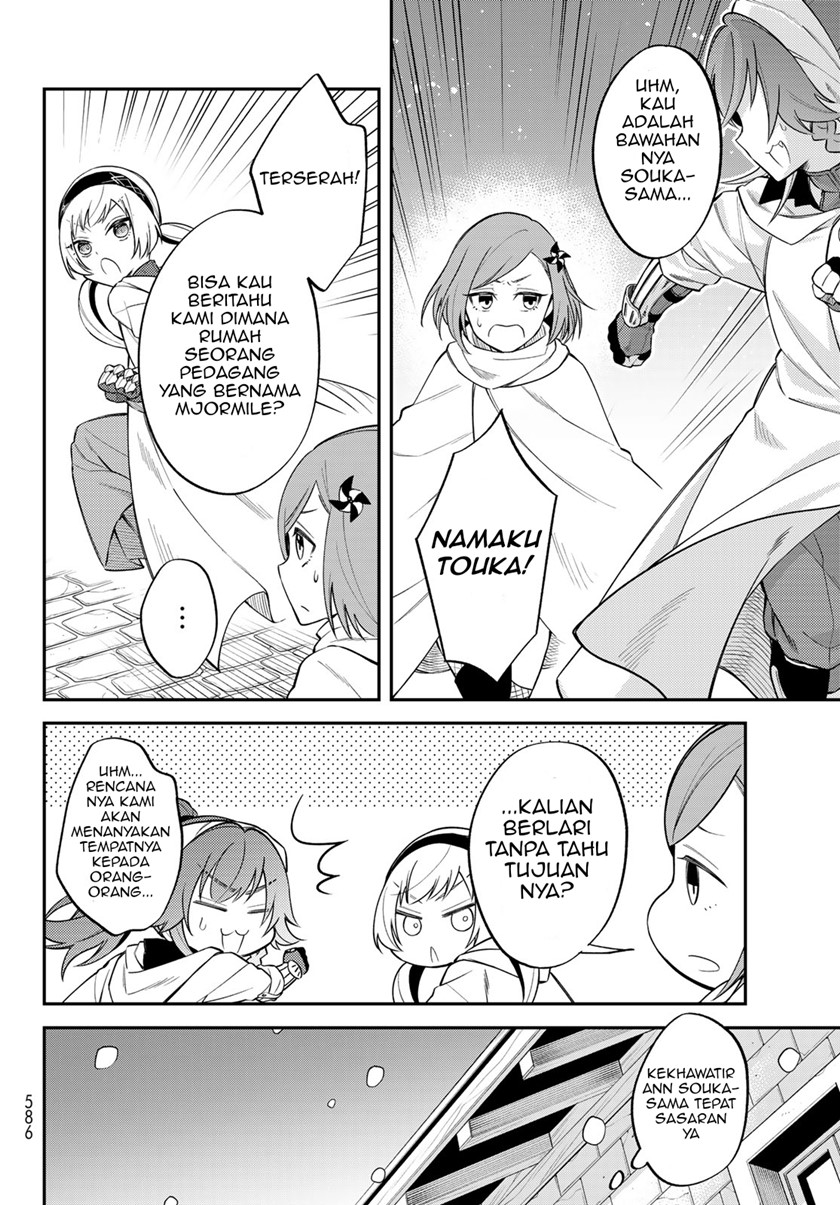 UHM,
KAU
ADALAH
BAWAHAN
NYA
SOUKA-
SAMA...
NAMAKU
TOUKA!
TERSERAH!
BISA KAU
BERITAHU
KAMI DIMANA
RUMAH
SEORANG
PEDAGANG
YANG BERNAMA
MJORMILE?
...
...KALIAN
BERLARI
TANPA TAHU
TUJUAN
NYA?
UHM...
RENCANA
NYA KAMI
AKAN
MENANYAKAN
TEMPATNYA
KEPADA
ORANG-
ORANG...
KEKHAWATIR
ANN SOUKA-
SAMA TEPAT
SASARAN
YA
586